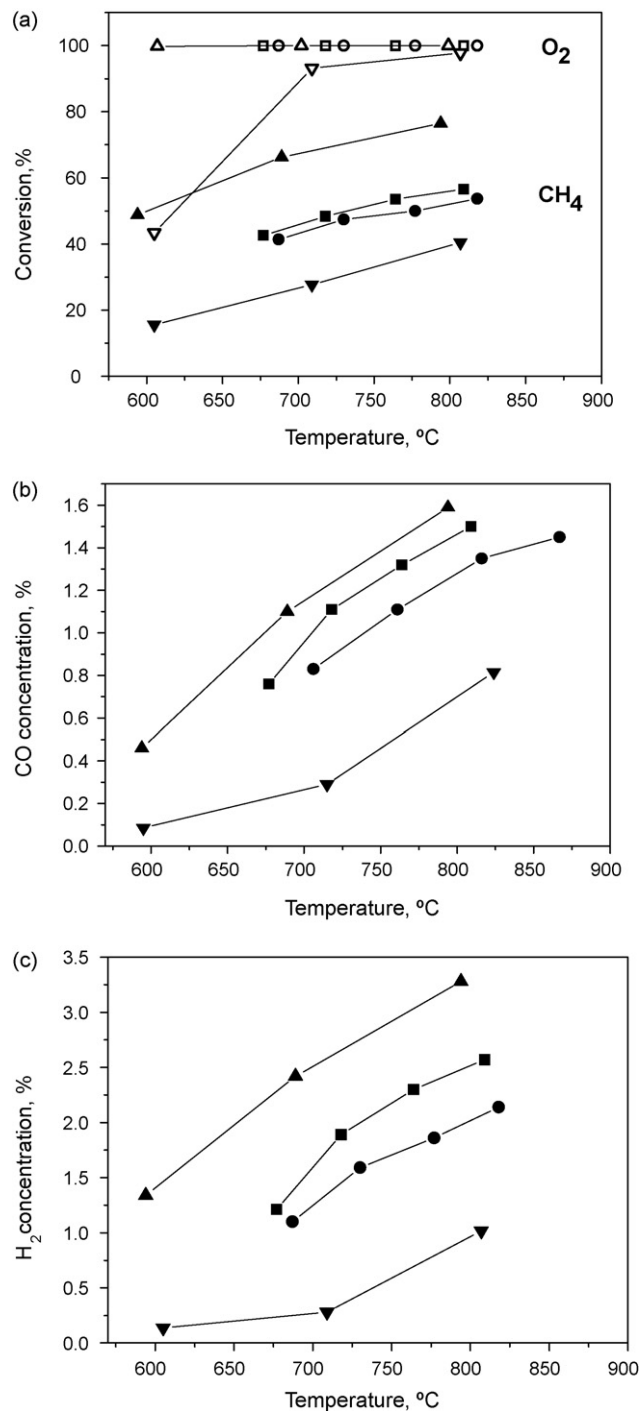 (a)
100
80
60
40
20
0
Conversion,%
O2
CH4
600 650 700 750 800 850 900
Temperature, ºC
(b)
1.6
1.4
1.2
1.0
0.8
0.6
0.4
0.2
0.0
CO concentration, %
600 650 700 750 800 850 900
Temperature, ºC
(c)
3.5
3.0
2.5
2.0
1.5
1.0
0.5
0.0
H2 concentration, %
600 650 700 750 800 850 900
Temperature, ºC